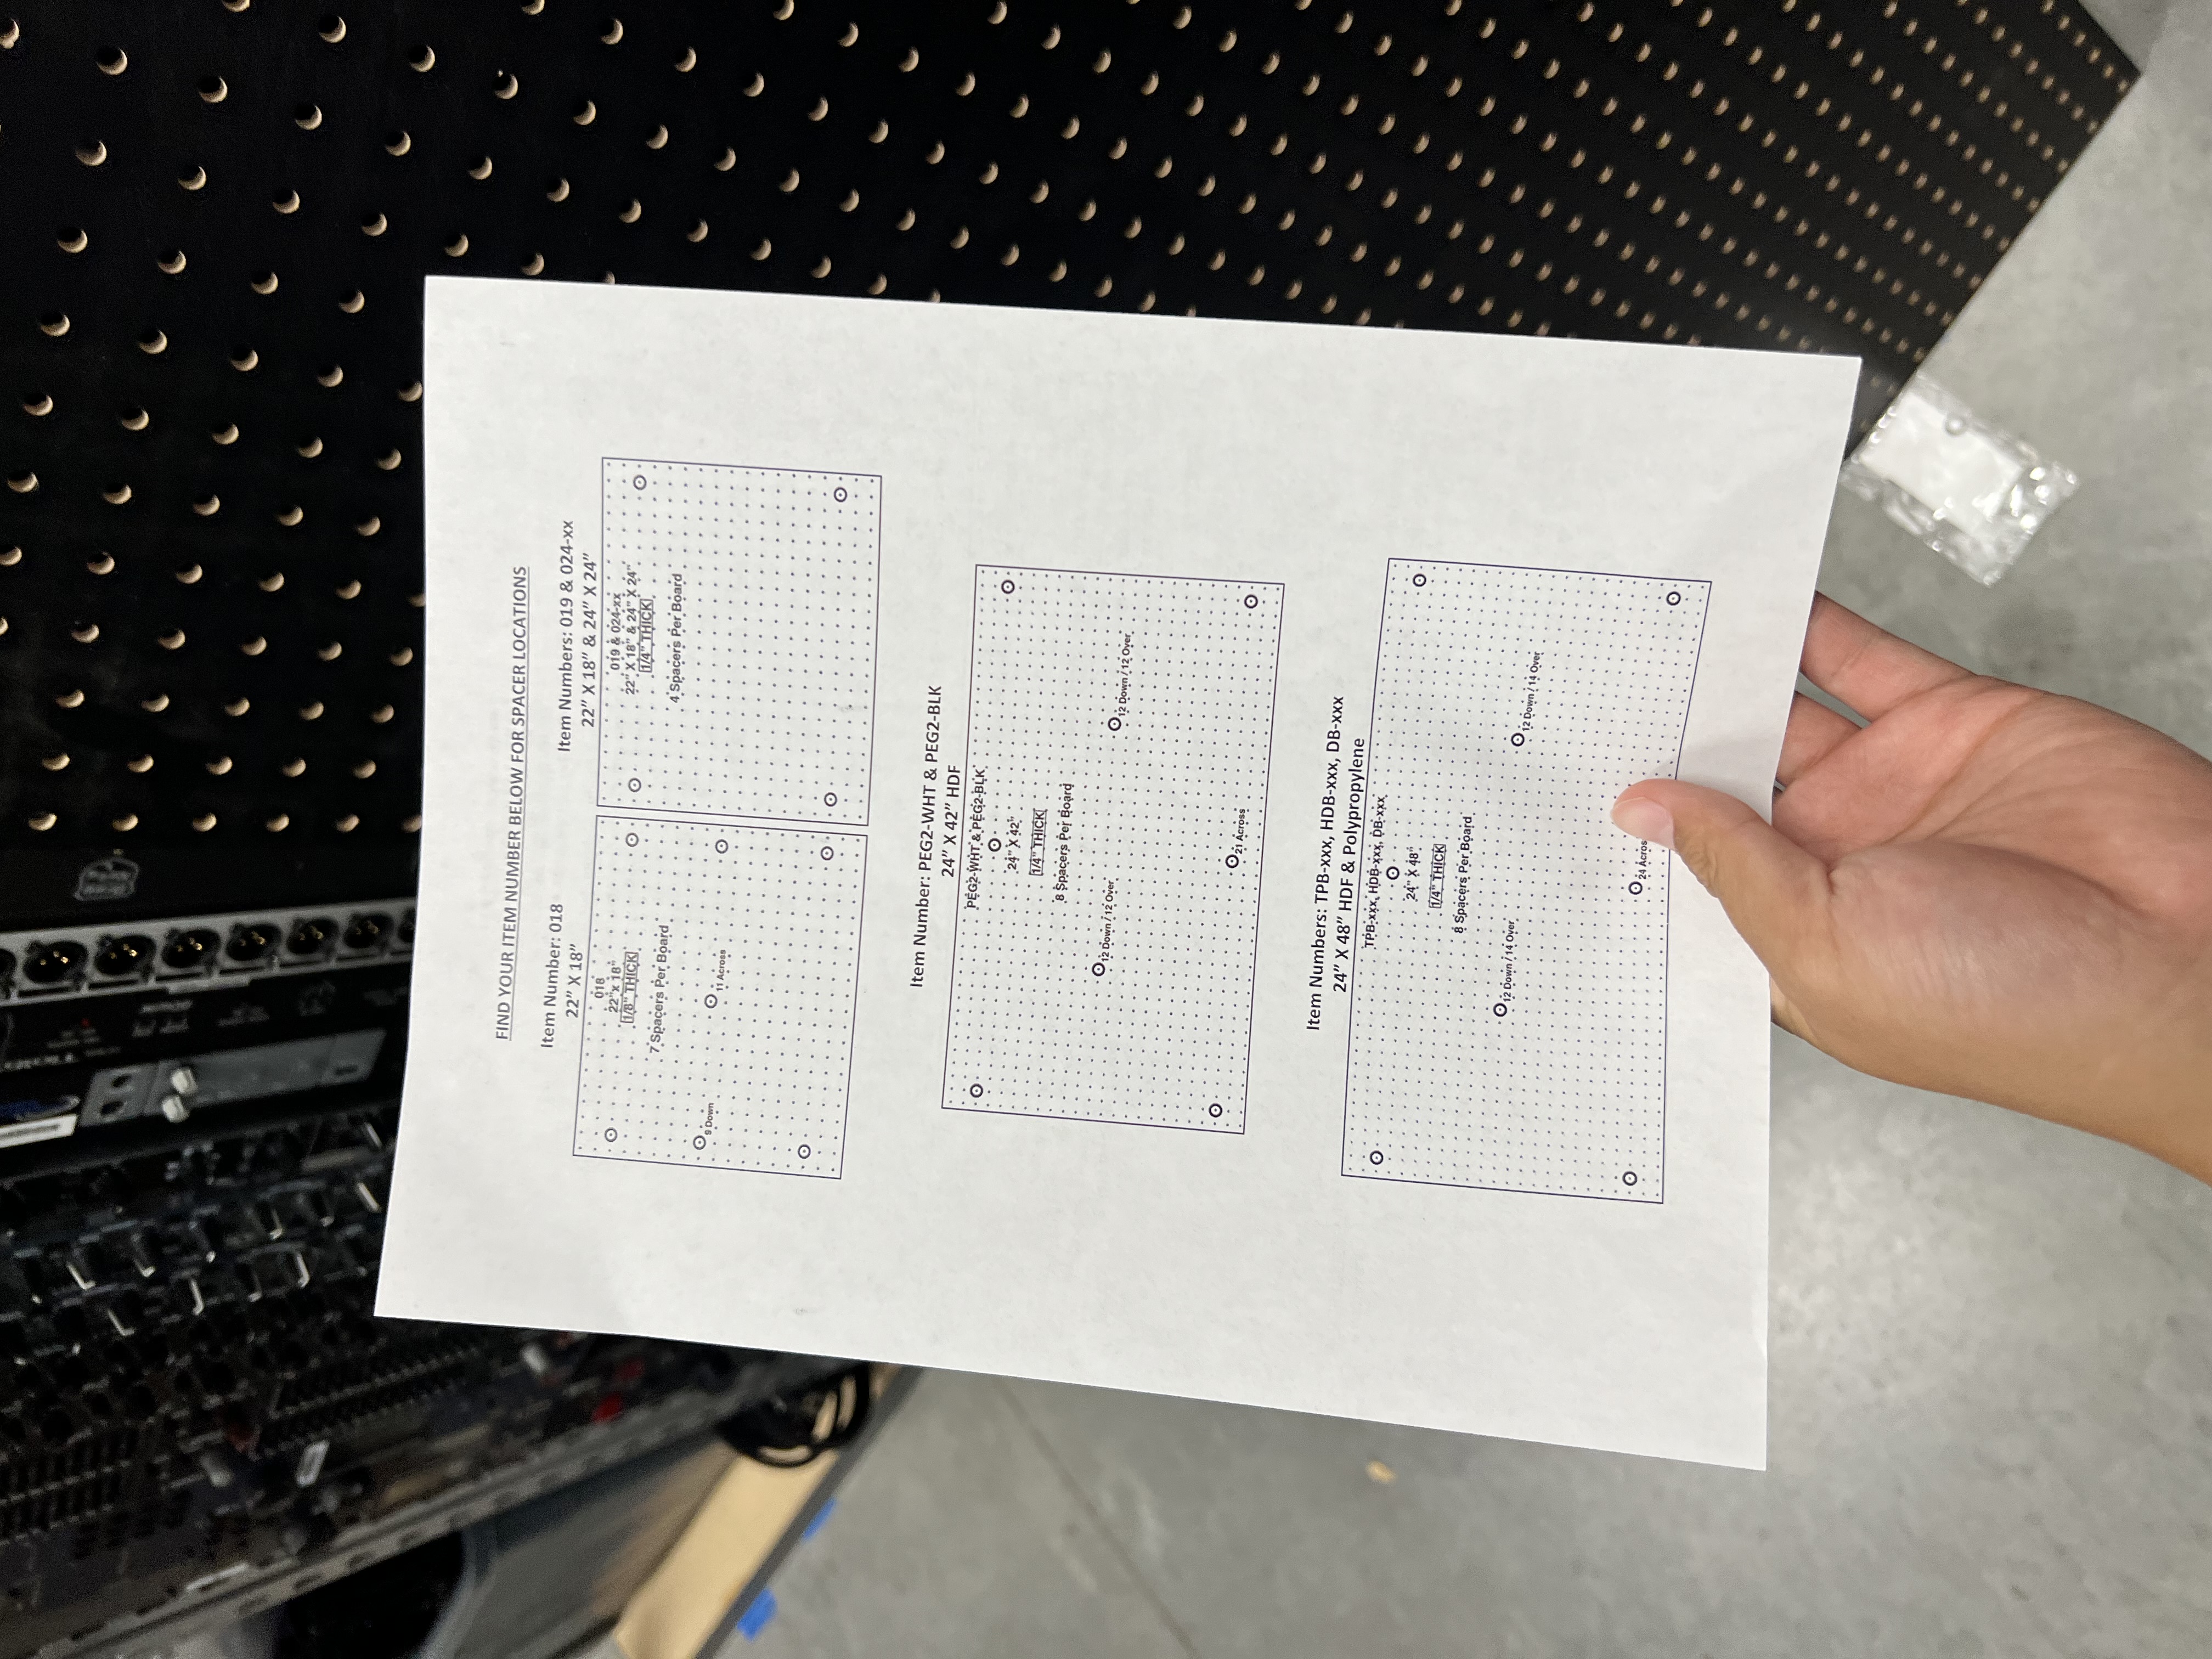 FIND YOUR ITEM NUMBER BELOW FOR SPACER LOCATIONS
Item Number: 018
22” X 18”
018
22"x 18"
1/8" THICK
7 Spacers Per Board
9 Down
11 Across
Item Numbers: 019 & 024-xx
22” X 18” & 24” X 24”
019 & 024-xx
22" X 18" & 24" X 24"
1/4" THICK
4 Spacers Per Board
Item Number: PEG2-WHT & PEG2-BLK
24” X 42” HDF
PEG2-WHT & PEG2-BLK
24" X 42"
1/4" THICK
8 Spacers Per Board
12 Down / 12 Over
12 Down / 12 Over
21 Across
Item Numbers: TPB-xxx, HDB-xxx, DB-xxx
24” X 48” HDF & Polypropylene
TPB-xxx, HDB-xxx, DB-xxx
24" X 48"
1/4" THICK
8 Spacers Per Board
12 Down / 14 Over
12 Down / 14 Over
24 Acros